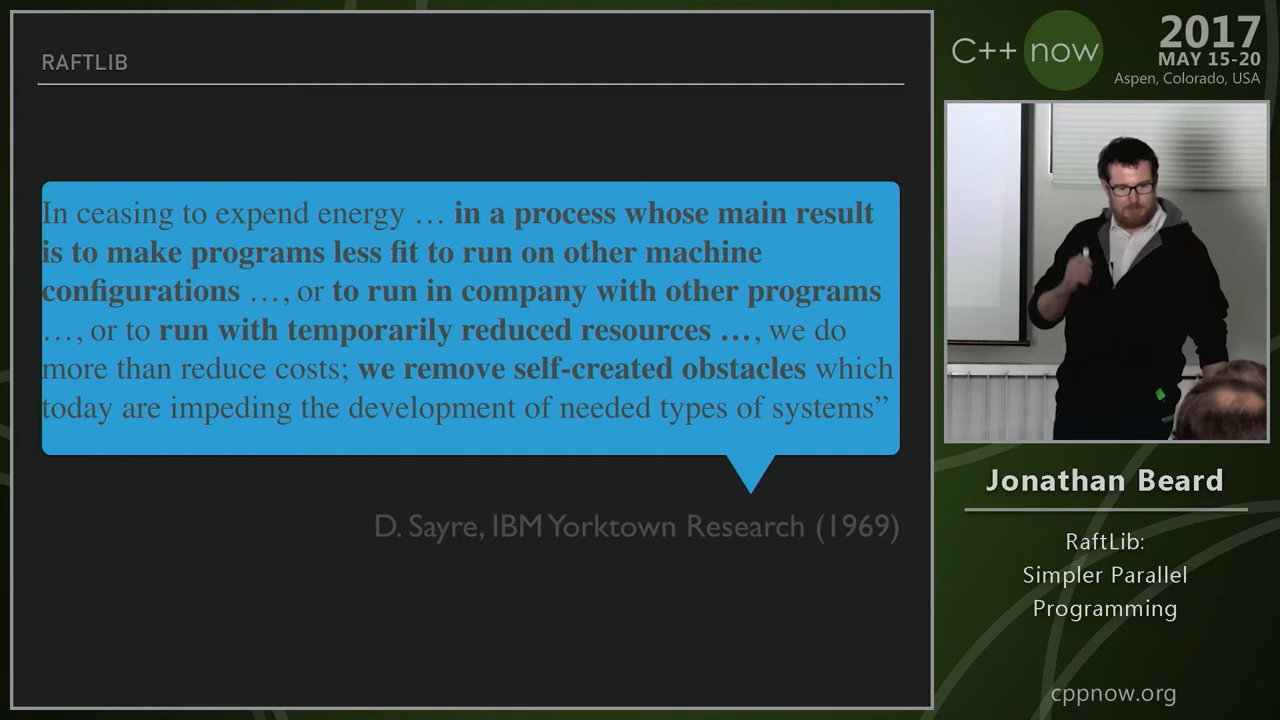 RAFTLIB
In ceasing to expend energy … in a process whose main result
is to make programs less fit to run on other machine
configurations …, or to run in company with other programs
…, or to run with temporarily reduced resources …, we do
more than reduce costs; we remove self-created obstacles which
today are impeding the development of needed types of systems”
D. Sayre, IBM Yorktown Research (1969)
C++ now
2017
MAY 15-20
Aspen, Colorado, USA
Jonathan Beard
RaftLib:
Simpler Parallel
Programming
cppnow.org